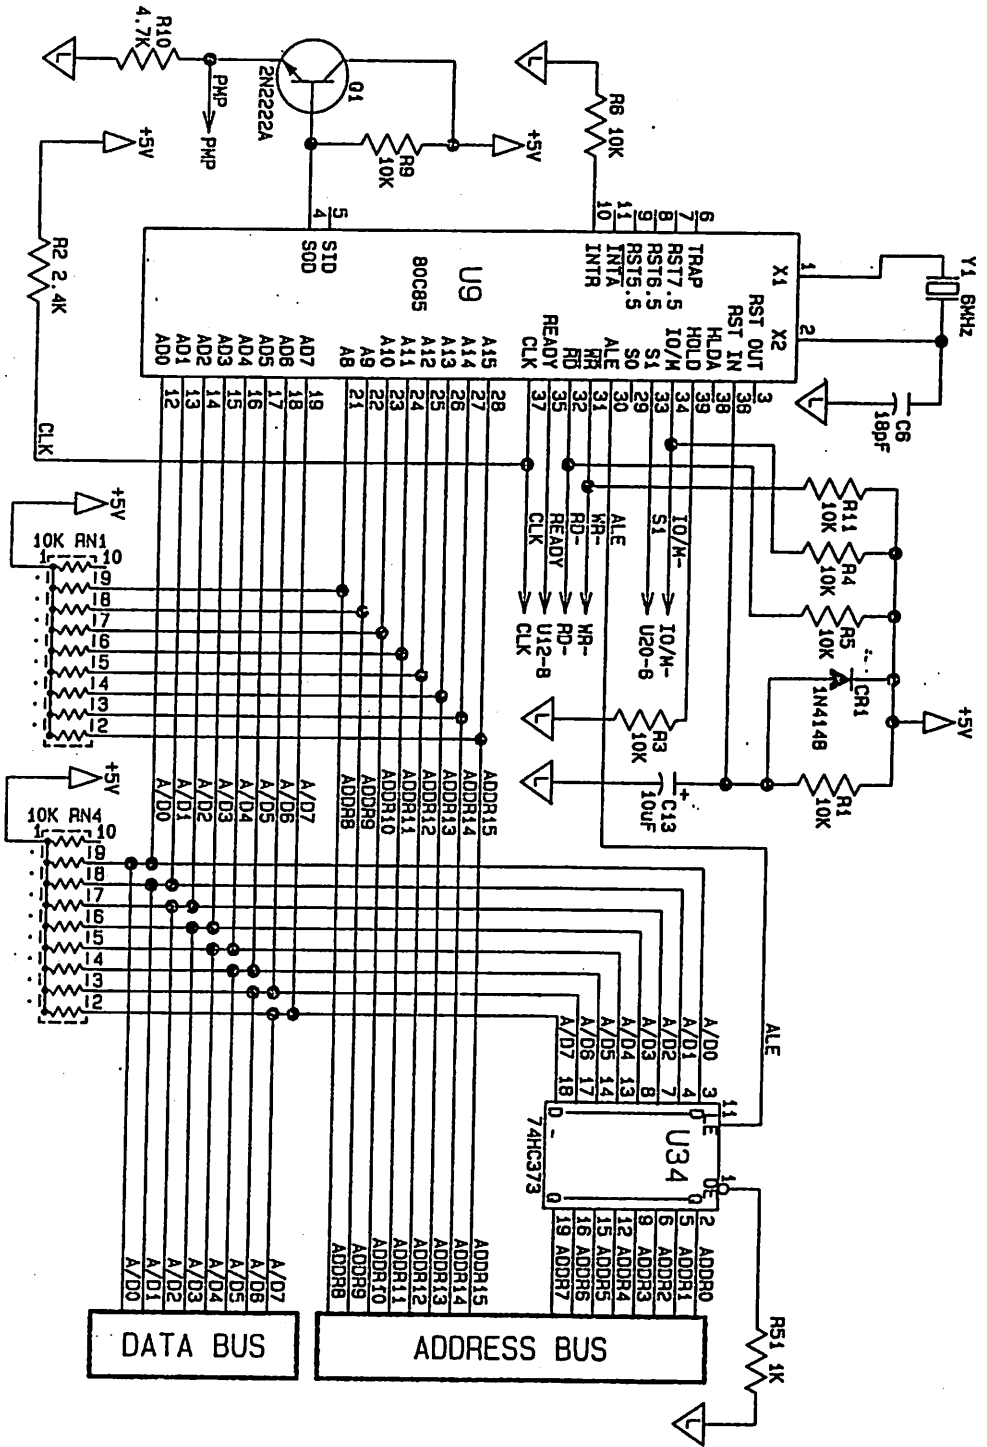 Y1
6MHz
C6
18pF
R11
10K
R4
10K
R5
10K
CR1
1N4148
+5V
R1
10K
C13
+
10uF
R3
10K
R6 10K
+5V
Q1
2N2222A
R9
10K
R10
4.7K
PMP
PMP
+5V
R2 2.4K
CLK
U9
80C85
X1
1
X2
2
TRAP
6
RST7.5
7
RST6.5
8
RST5.5
9
INTA
11
INTR
10
SID
5
SOD
4
RST OUT
3
RST IN
36
HLDA
38
HOLD
39
IO/M
34
S1
33
S0
29
ALE
30
WR
31
RD
32
READY
35
CLK
37
A15
28
A14
27
A13
26
A12
25
A11
24
A10
23
A9
22
A8
21
AD7
19
AD6
18
AD5
17
AD4
16
AD3
15
AD2
14
AD1
13
AD0
12
IO/M-
IO/M-
S1
U20-6
ALE
WR-
WR-
RD-
RD-
READY
U12-8
CLK
CLK
+5V
10K RN1
1
10
9
8
7
6
5
4
3
2
+5V
10K RN4
1
10
9
8
7
6
5
4
3
2
ADDR15
ADDR14
ADDR13
ADDR12
ADDR11
ADDR10
ADDR9
ADDR8
A/D7
A/D6
A/D5
A/D4
A/D3
A/D2
A/D1
A/D0
ALE
A/D0
3
A/D1
4
A/D2
7
A/D3
8
A/D4
13
A/D5
14
A/D6
17
A/D7
18
11
LE
OE
1
U34
74HC373
D
D
Q
Q
2
ADDR0
5
ADDR1
6
ADDR2
9
ADDR3
12
ADDR4
15
ADDR5
16
ADDR6
19
ADDR7
R51 1K
ADDR15
ADDR14
ADDR13
ADDR12
ADDR11
ADDR10
ADDR9
ADDR8
A/D7
A/D6
A/D5
A/D4
A/D3
A/D2
A/D1
A/D0
DATA BUS
ADDRESS BUS
L
L
L
L
L
L